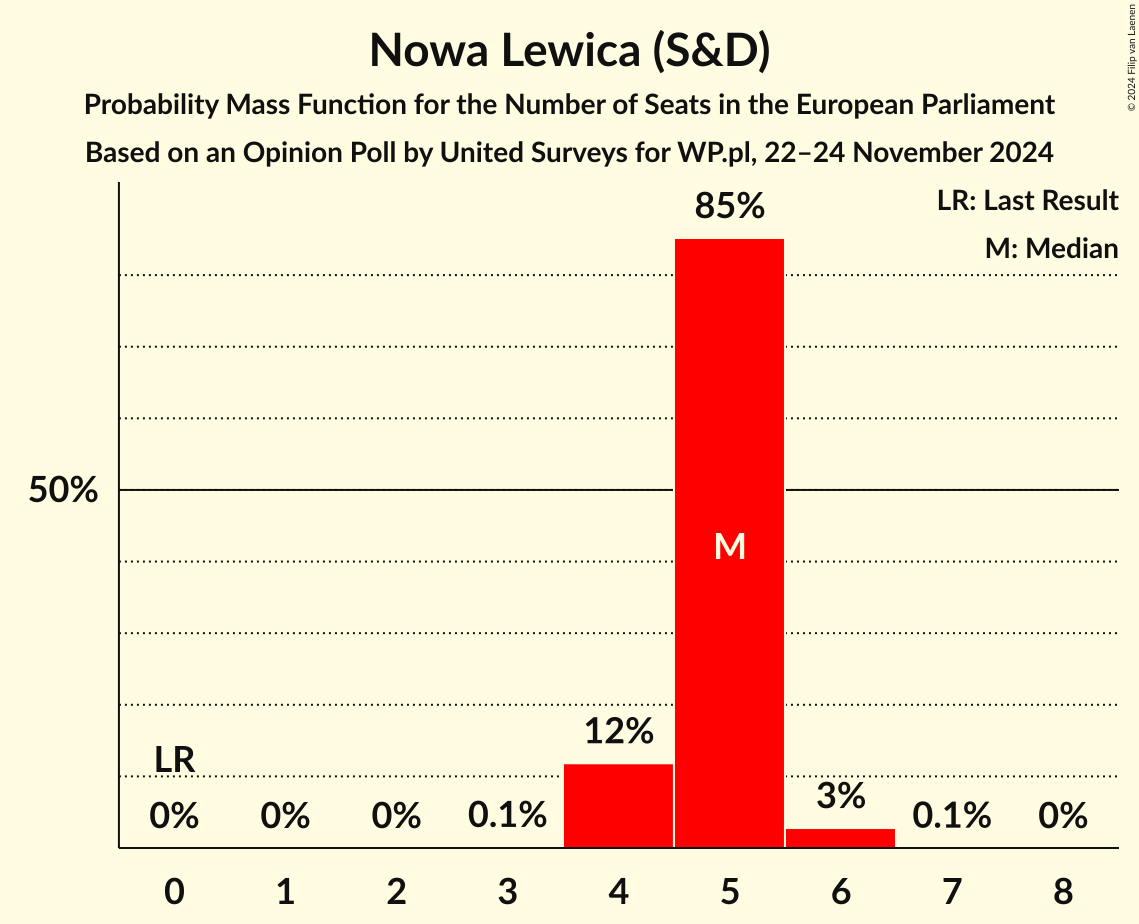 Nowa Lewica (S&D)
Probability Mass Function for the Number of Seats in the European Parliament
Based on an Opinion Poll by United Surveys for WP.pl, 22–24 November 2024
© 2024 Filip van Laenen
LR: Last Result
M: Median
85%
50%
M
12%
LR
3%
0% 0% 0% 0.1% 0.1% 0%
0 1 2 3 4 5 6 7 8